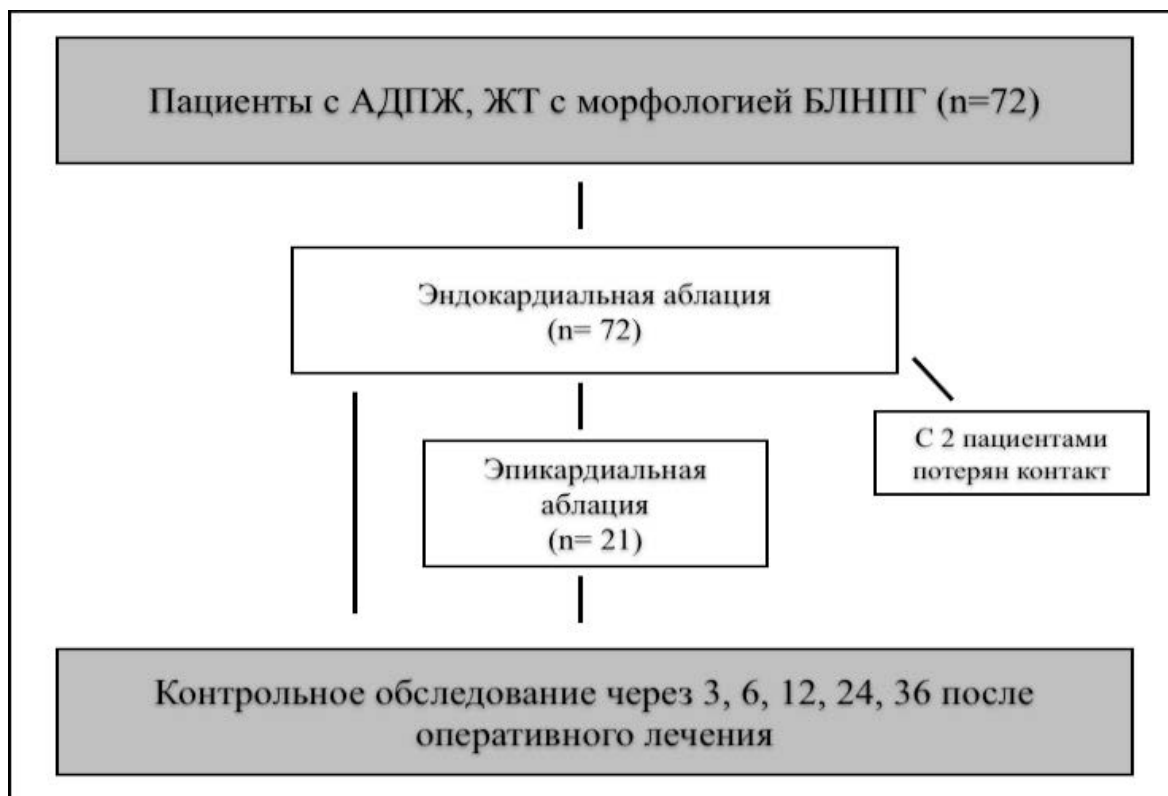 Пациенты с АДПЖ, ЖТ с морфологией БЛНПГ (n=72)
Эндокардиальная аблация
(n= 72)
С 2 пациентами
потерян контакт
Эпикардиальная
аблация
(n= 21)
Контрольное обследование через 3, 6, 12, 24, 36 после
оперативного лечения